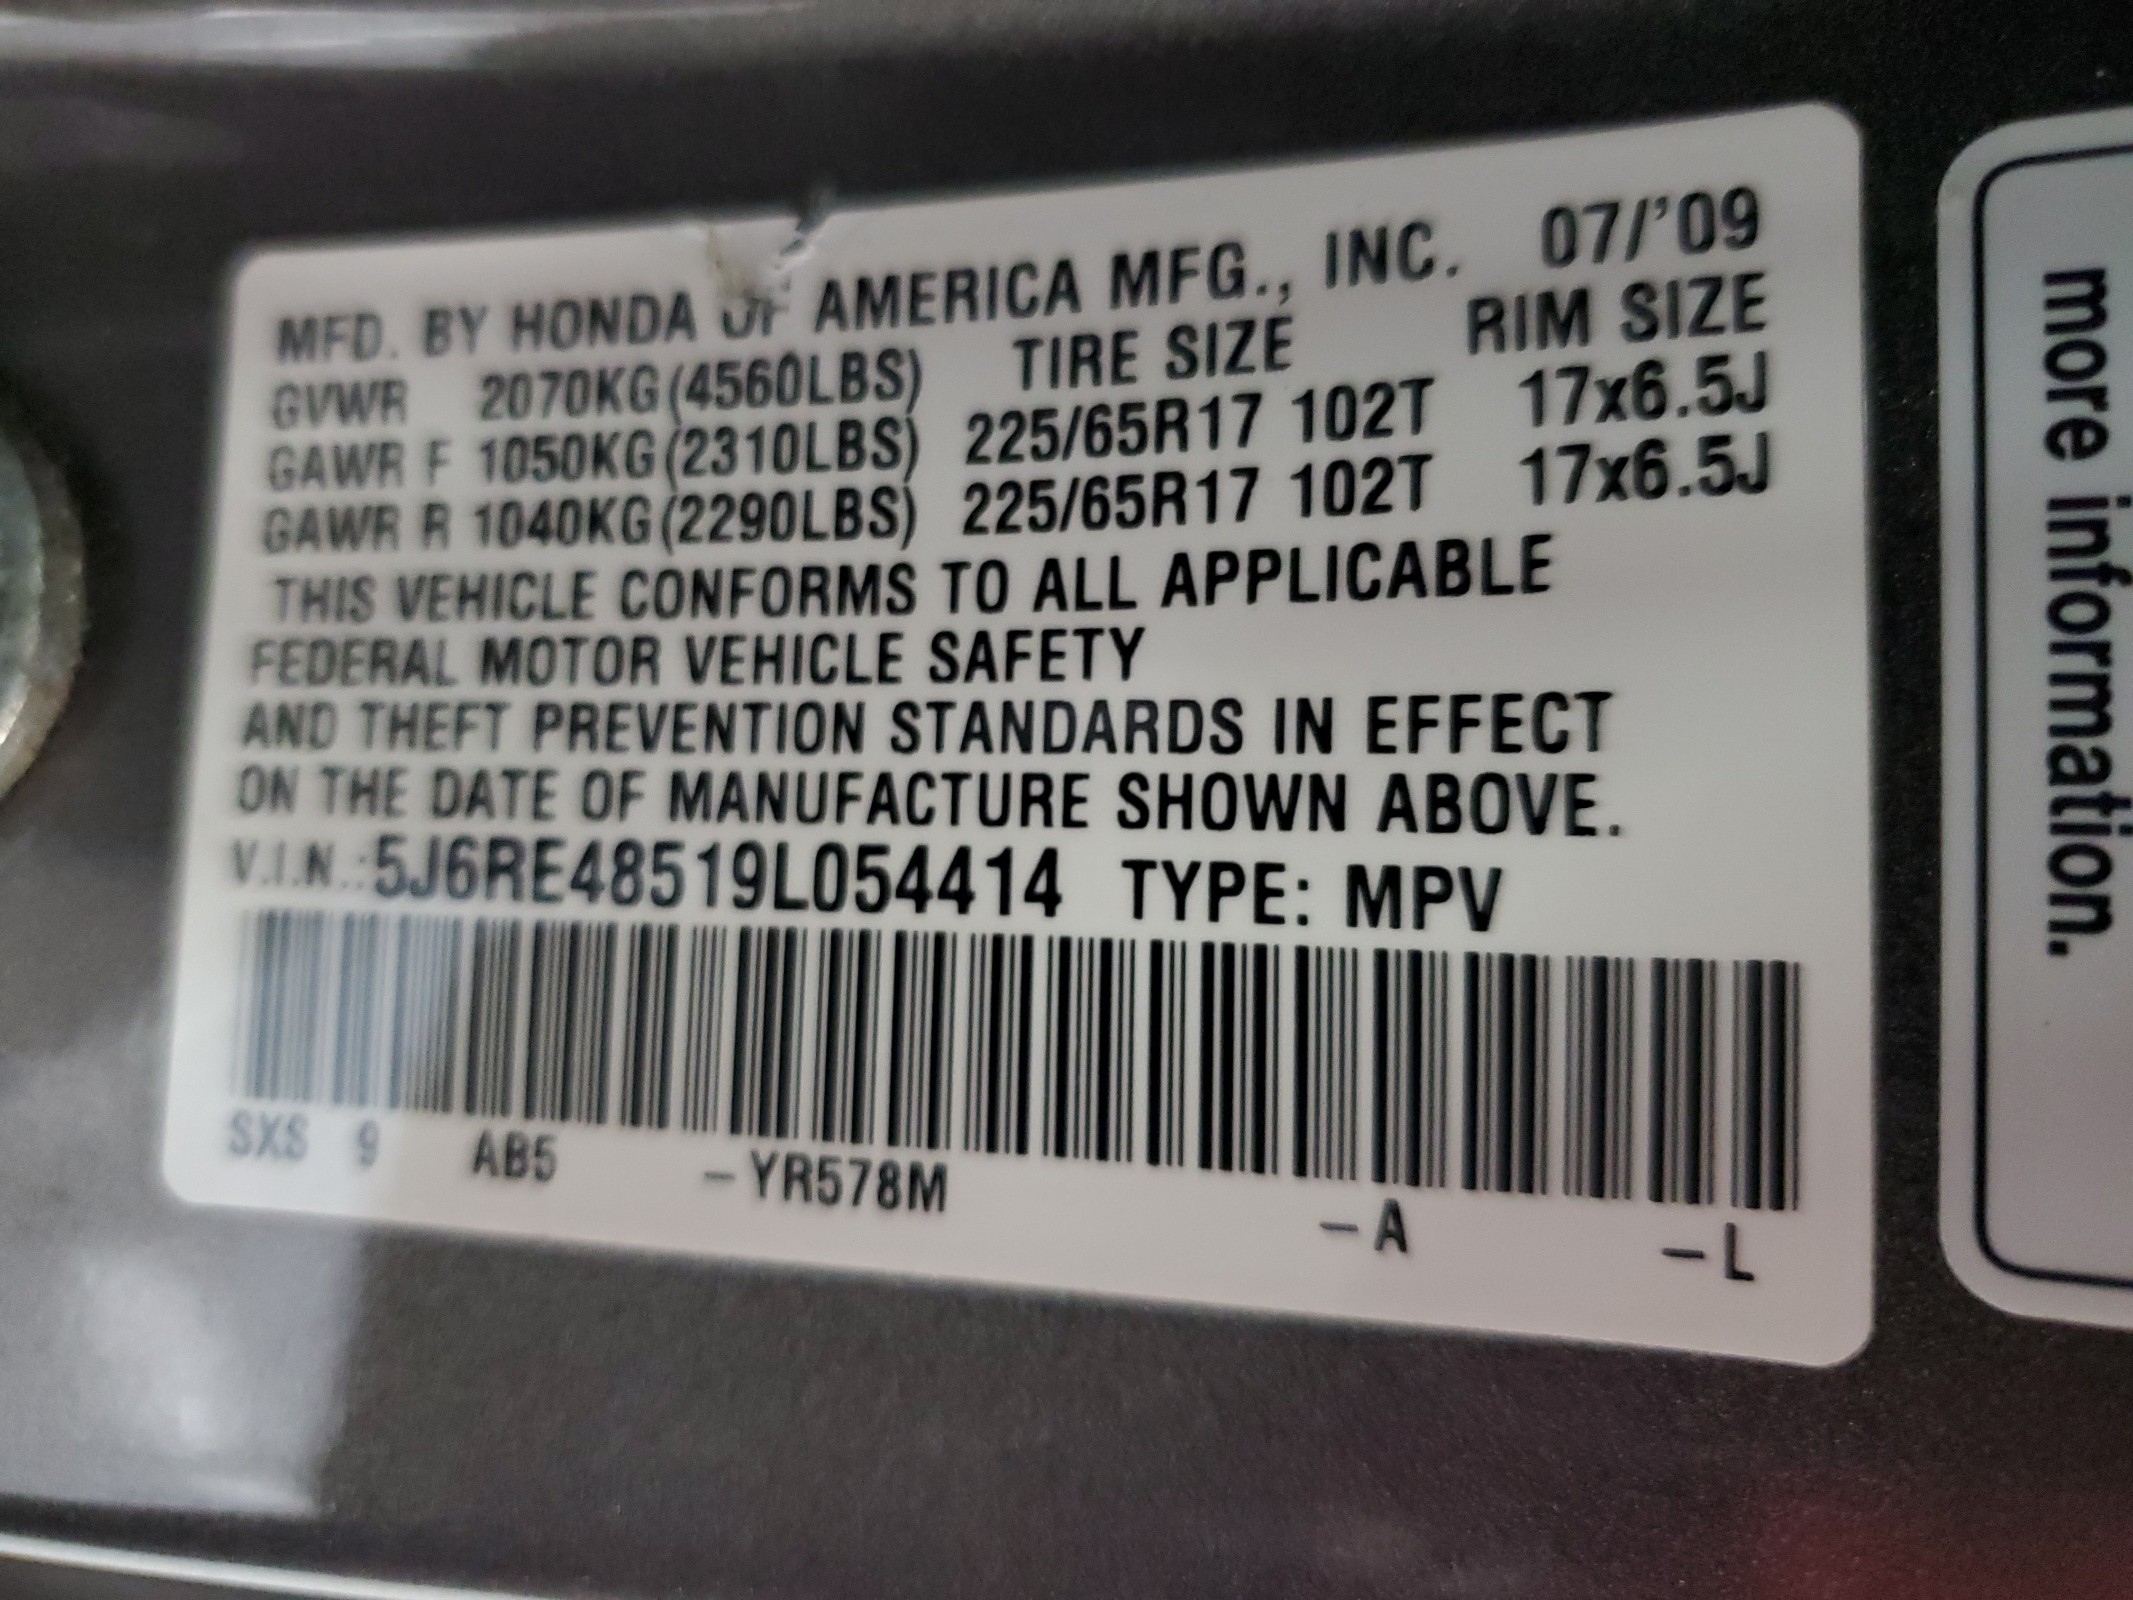 MFD. BY HONDA OF AMERICA MFG., INC. 07/'09
GVWR 2070KG(4560LBS) TIRE SIZE RIM SIZE
GAWR F 1050KG(2310LBS) 225/65R17 102T 17x6.5J
GAWR R 1040KG(2290LBS) 225/65R17 102T 17x6.5J
THIS VEHICLE CONFORMS TO ALL APPLICABLE
FEDERAL MOTOR VEHICLE SAFETY
AND THEFT PREVENTION STANDARDS IN EFFECT
ON THE DATE OF MANUFACTURE SHOWN ABOVE.
V.I.N.:5J6RE48519L054414 TYPE: MPV
SXS 9 AB5 -YR578M -A -L
more information.